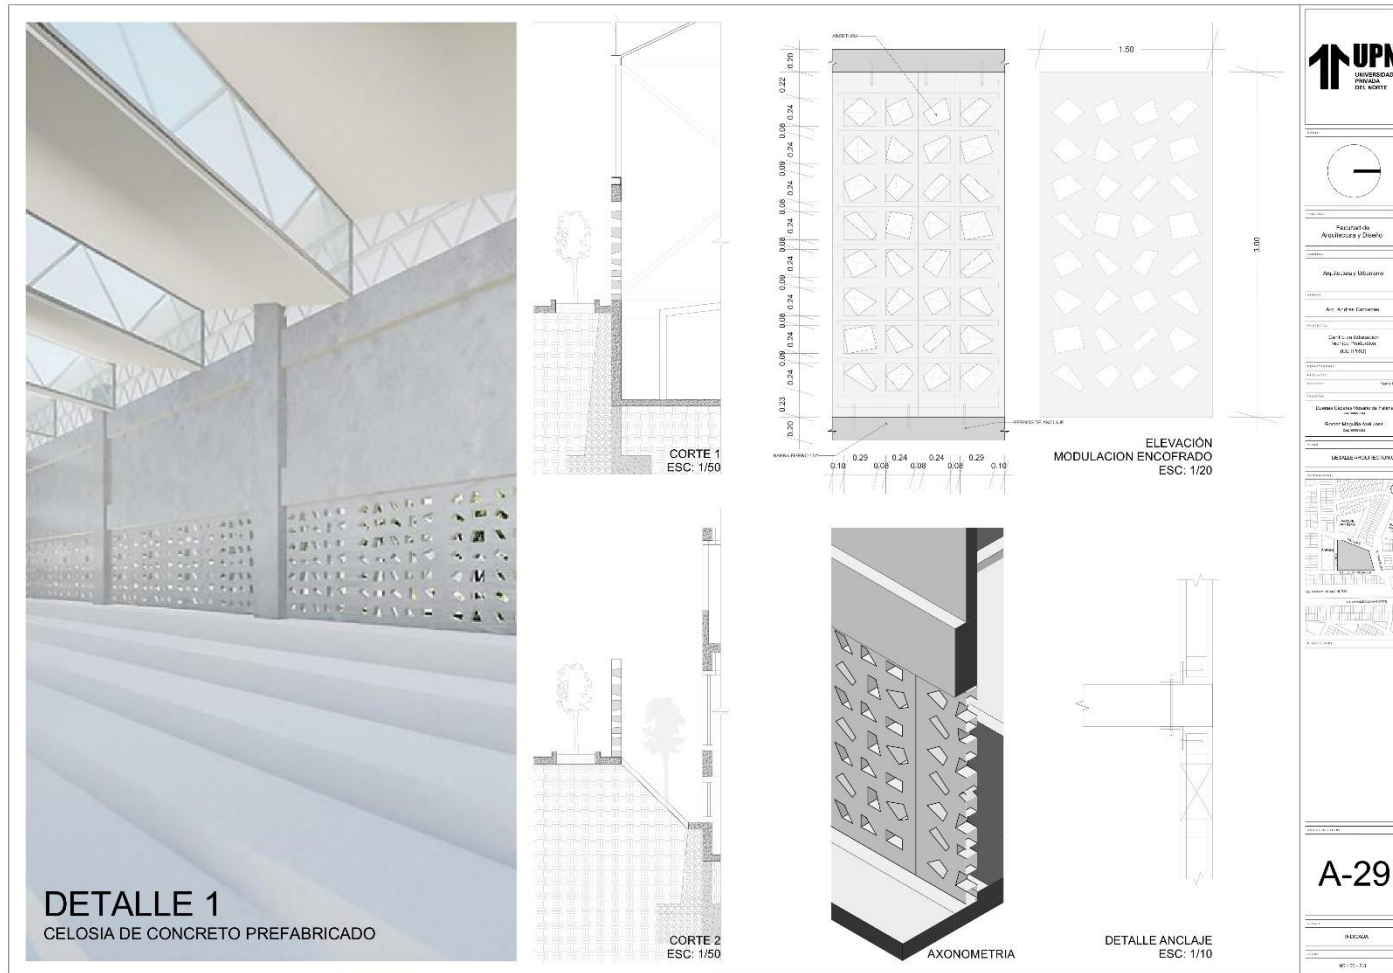 DETALLE 1
CELOSIA DE CONCRETO PREFABRICADO
CORTE 1
ESC: 1/50
CORTE 2
ESC: 1/50
ABERTURA
0.20
0.22
0.24
0.08
0.24
0.09
0.24
0.08
0.24
0.08
0.24
0.09
0.24
0.08
0.24
0.09
0.24
0.23
0.20
0.29
0.24
0.24
0.29
0.10
0.08
0.08
0.08
0.10
PERNOS DE ANCLAJE
1.50
3.00
ELEVACIÓN
MODULACION ENCOFRADO
ESC: 1/20
AXONOMETRIA
DETALLE ANCLAJE
ESC: 1/10
UPN
UNIVERSIDAD
PRIVADA
DEL NORTE
Facultad de
Arquitectura y Diseño
Arquitectura y Urbanismo
Arq. Andres Cardenas
Centro de Educación
Técnico Productiva
DETALLE ARQUITECTONICO
A-29
INDICADA